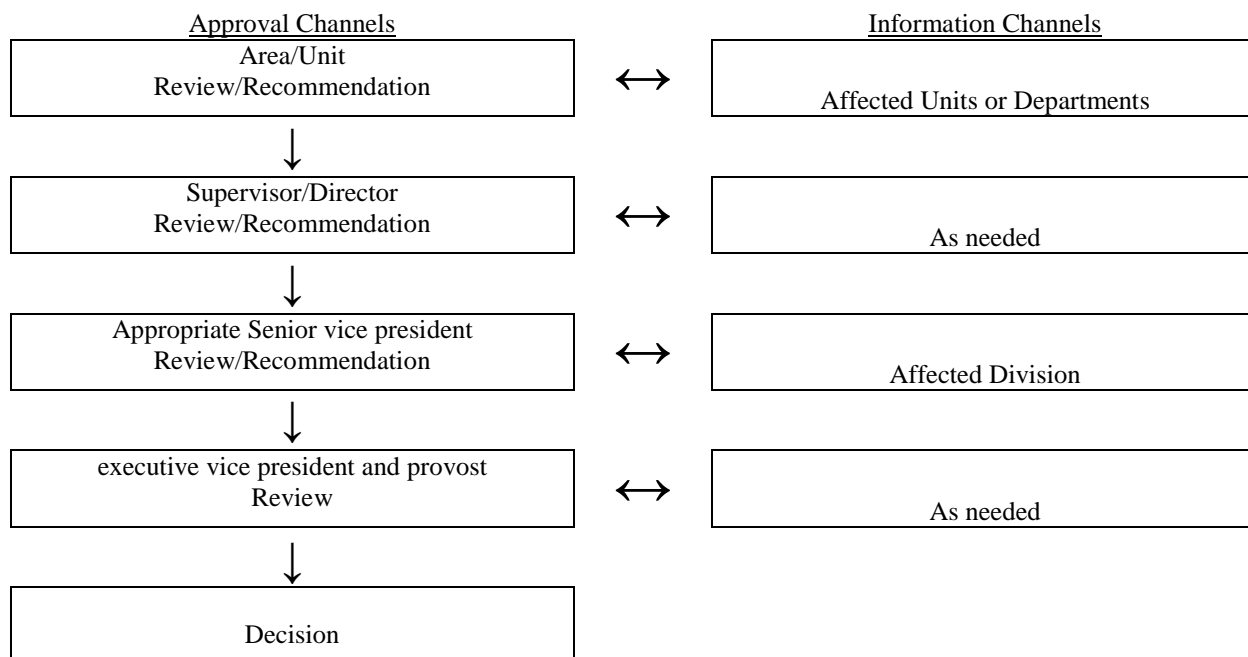 Approval Channels
Information Channels
Area/Unit
Review/Recommendation
Affected Units or Departments
Supervisor/Director
Review/Recommendation
As needed
Appropriate Senior vice president
Review/Recommendation
Affected Division
executive vice president and provost
Review
As needed
Decision